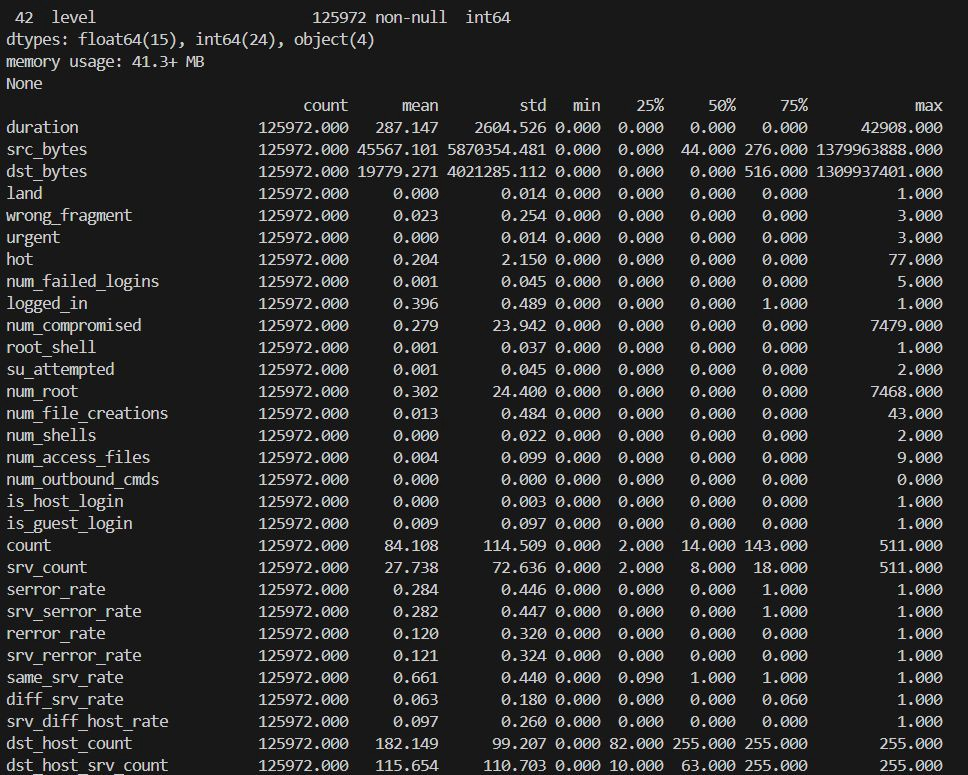 42  level                 125972 non-null  int64
dtypes: float64(15), int64(24), object(4)
memory usage: 41.3+ MB
None
count mean std min 25% 50% 75% max
duration 125972.000 287.147 2604.526 0.000 0.000 0.000 0.000 42908.000
src_bytes 125972.000 45567.101 5870354.481 0.000 0.000 44.000 276.000 1379963888.000
dst_bytes 125972.000 19779.271 4021285.112 0.000 0.000 0.000 516.000 1309937401.000
land 125972.000 0.000 0.014 0.000 0.000 0.000 0.000 1.000
wrong_fragment 125972.000 0.023 0.254 0.000 0.000 0.000 0.000 3.000
urgent 125972.000 0.000 0.014 0.000 0.000 0.000 0.000 3.000
hot 125972.000 0.204 2.150 0.000 0.000 0.000 0.000 77.000
num_failed_logins 125972.000 0.001 0.045 0.000 0.000 0.000 0.000 5.000
logged_in 125972.000 0.396 0.489 0.000 0.000 0.000 1.000 1.000
num_compromised 125972.000 0.279 23.942 0.000 0.000 0.000 0.000 7479.000
root_shell 125972.000 0.001 0.037 0.000 0.000 0.000 0.000 1.000
su_attempted 125972.000 0.001 0.045 0.000 0.000 0.000 0.000 2.000
num_root 125972.000 0.302 24.400 0.000 0.000 0.000 0.000 7468.000
num_file_creations 125972.000 0.013 0.484 0.000 0.000 0.000 0.000 43.000
num_shells 125972.000 0.000 0.022 0.000 0.000 0.000 0.000 2.000
num_access_files 125972.000 0.004 0.099 0.000 0.000 0.000 0.000 9.000
num_outbound_cmds 125972.000 0.000 0.000 0.000 0.000 0.000 0.000 0.000
is_host_login 125972.000 0.000 0.003 0.000 0.000 0.000 0.000 1.000
is_guest_login 125972.000 0.009 0.097 0.000 0.000 0.000 0.000 1.000
count 125972.000 84.108 114.509 0.000 2.000 14.000 143.000 511.000
srv_count 125972.000 27.738 72.636 0.000 2.000 8.000 18.000 511.000
serror_rate 125972.000 0.284 0.446 0.000 0.000 0.000 1.000 1.000
srv_serror_rate 125972.000 0.282 0.447 0.000 0.000 0.000 1.000 1.000
rerror_rate 125972.000 0.120 0.320 0.000 0.000 0.000 0.000 1.000
srv_rerror_rate 125972.000 0.121 0.324 0.000 0.000 0.000 0.000 1.000
same_srv_rate 125972.000 0.661 0.440 0.000 0.090 1.000 1.000 1.000
diff_srv_rate 125972.000 0.063 0.180 0.000 0.000 0.000 0.060 1.000
srv_diff_host_rate 125972.000 0.097 0.260 0.000 0.000 0.000 0.000 1.000
dst_host_count 125972.000 182.149 99.207 0.000 82.000 255.000 255.000 255.000
dst_host_srv_count 125972.000 115.654 110.703 0.000 10.000 63.000 255.000 255.000